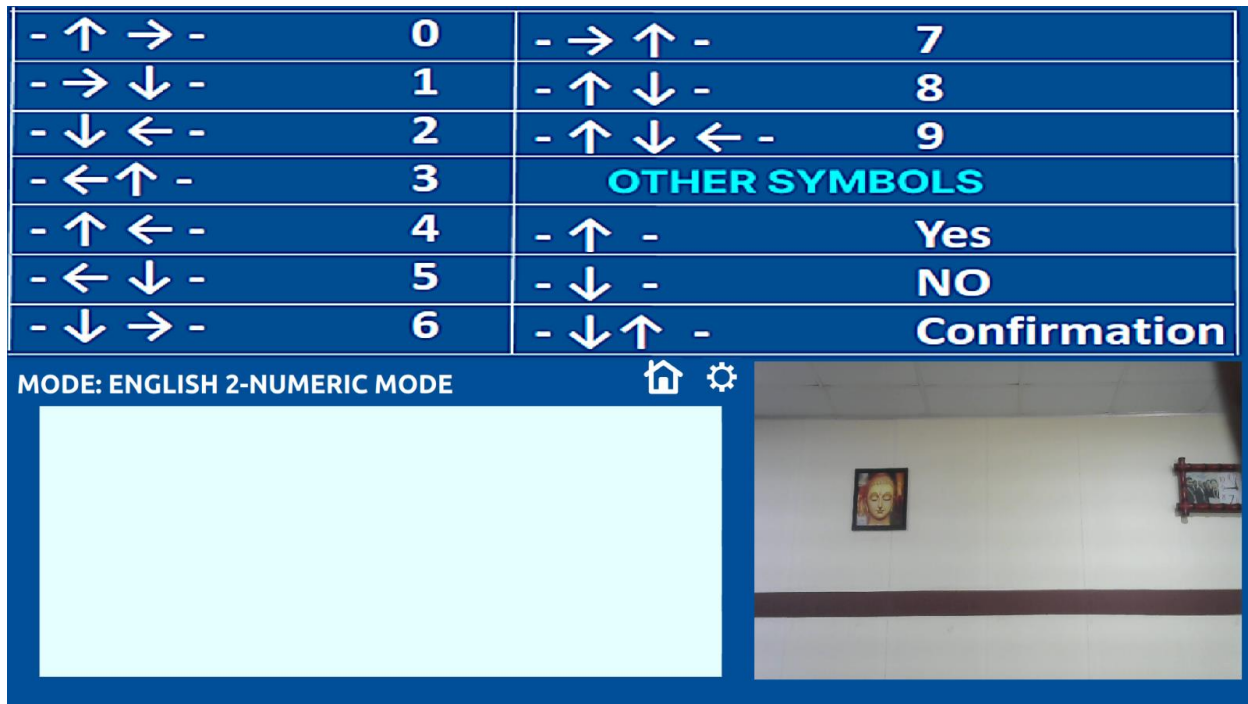 - ↑ → - 0
- → ↓ - 1
- ↓ ← - 2
- ←↑ - 3
- ↑ ← - 4
- ← ↓ - 5
- ↓ → - 6
- → ↑ - 7
- ↑ ↓ - 8
- ↑ ↓ ← - 9
OTHER SYMBOLS
- ↑ - Yes
- ↓ - NO
- ↓↑ - Confirmation
MODE: ENGLISH 2-NUMERIC MODE